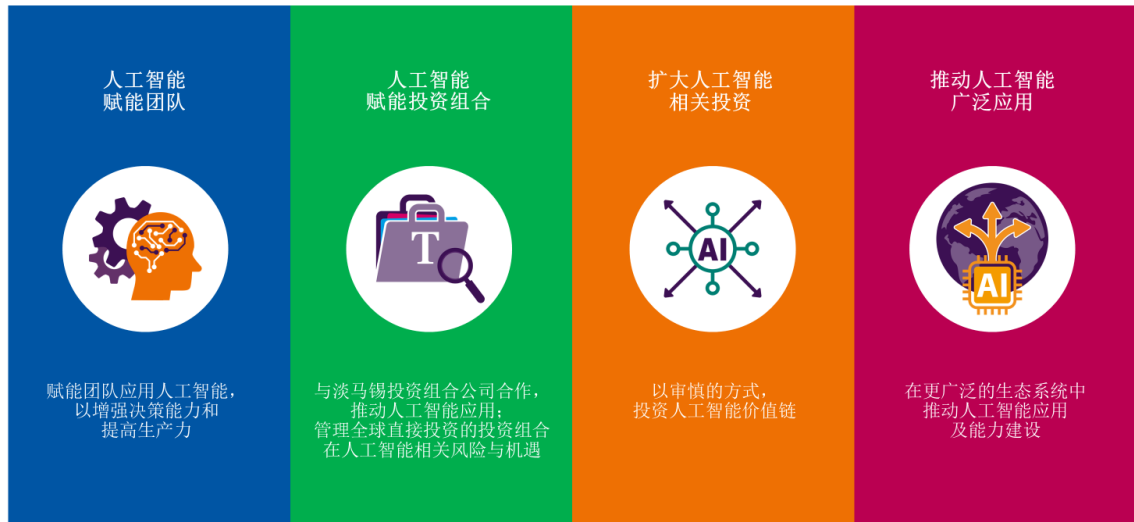 人工智能
赋能团队
赋能团队应用人工智能，
以增强决策能力和
提高生产力
人工智能
赋能投资组合
T
与淡马锡投资组合公司合作，
推动人工智能应用；
管理全球直接投资的投资组合
在人工智能相关风险与机遇
扩大人工智能
相关投资
AI
以审慎的方式，
投资人工智能价值链
推动人工智能
广泛应用
AI
在更广泛的生态系统中
推动人工智能应用
及能力建设